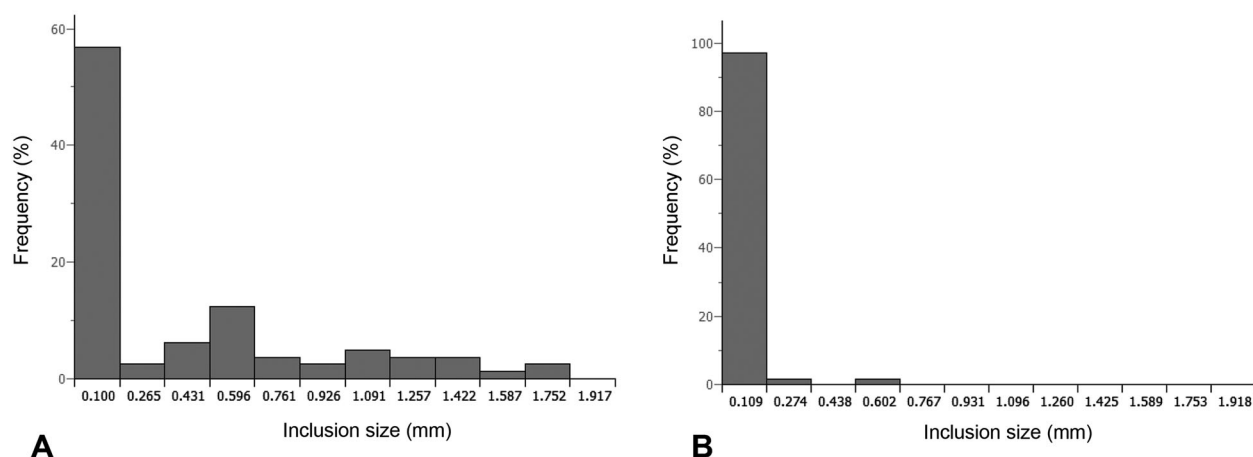 60
40
20
0
Frequency (%)
0.100 0.265 0.431 0.596 0.761 0.926 1.091 1.257 1.422 1.587 1.752 1.917
Inclusion size (mm)
A
100
80
60
40
20
0
Frequency (%)
0.109 0.274 0.438 0.602 0.767 0.931 1.096 1.260 1.425 1.589 1.753 1.918
Inclusion size (mm)
B